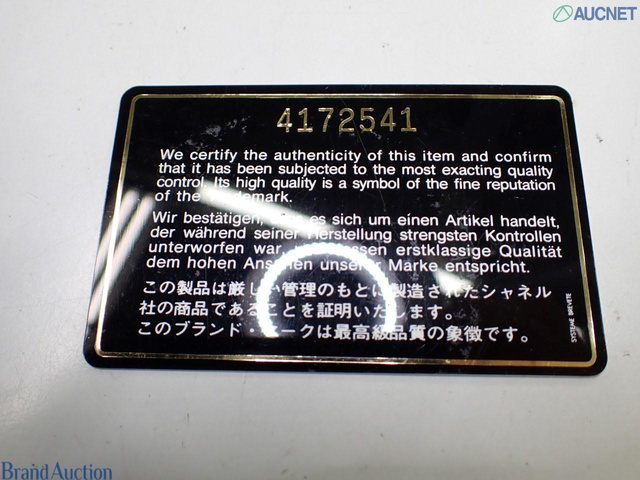 AUCNET
4172541
We certify the authenticity of this item and confirm
that it has been subjected to the most exacting quality
control. Its high quality is a symbol of the fine reputation
of the
Wir bestätigen, es sich um einen Artikel handelt,
der während seiner Herstellung strengsten Kontrollen
unterworfen war, erstklassige Qualität
dem hohen Ansehen unserer Marke entspricht.
この製品は厳しい管理のもとに製造されたシャネル
社の商品であることを証明いたします。
このブランド・マークは最高級品質の象徴です。
SYSTEME BREVETE
Brand Auction